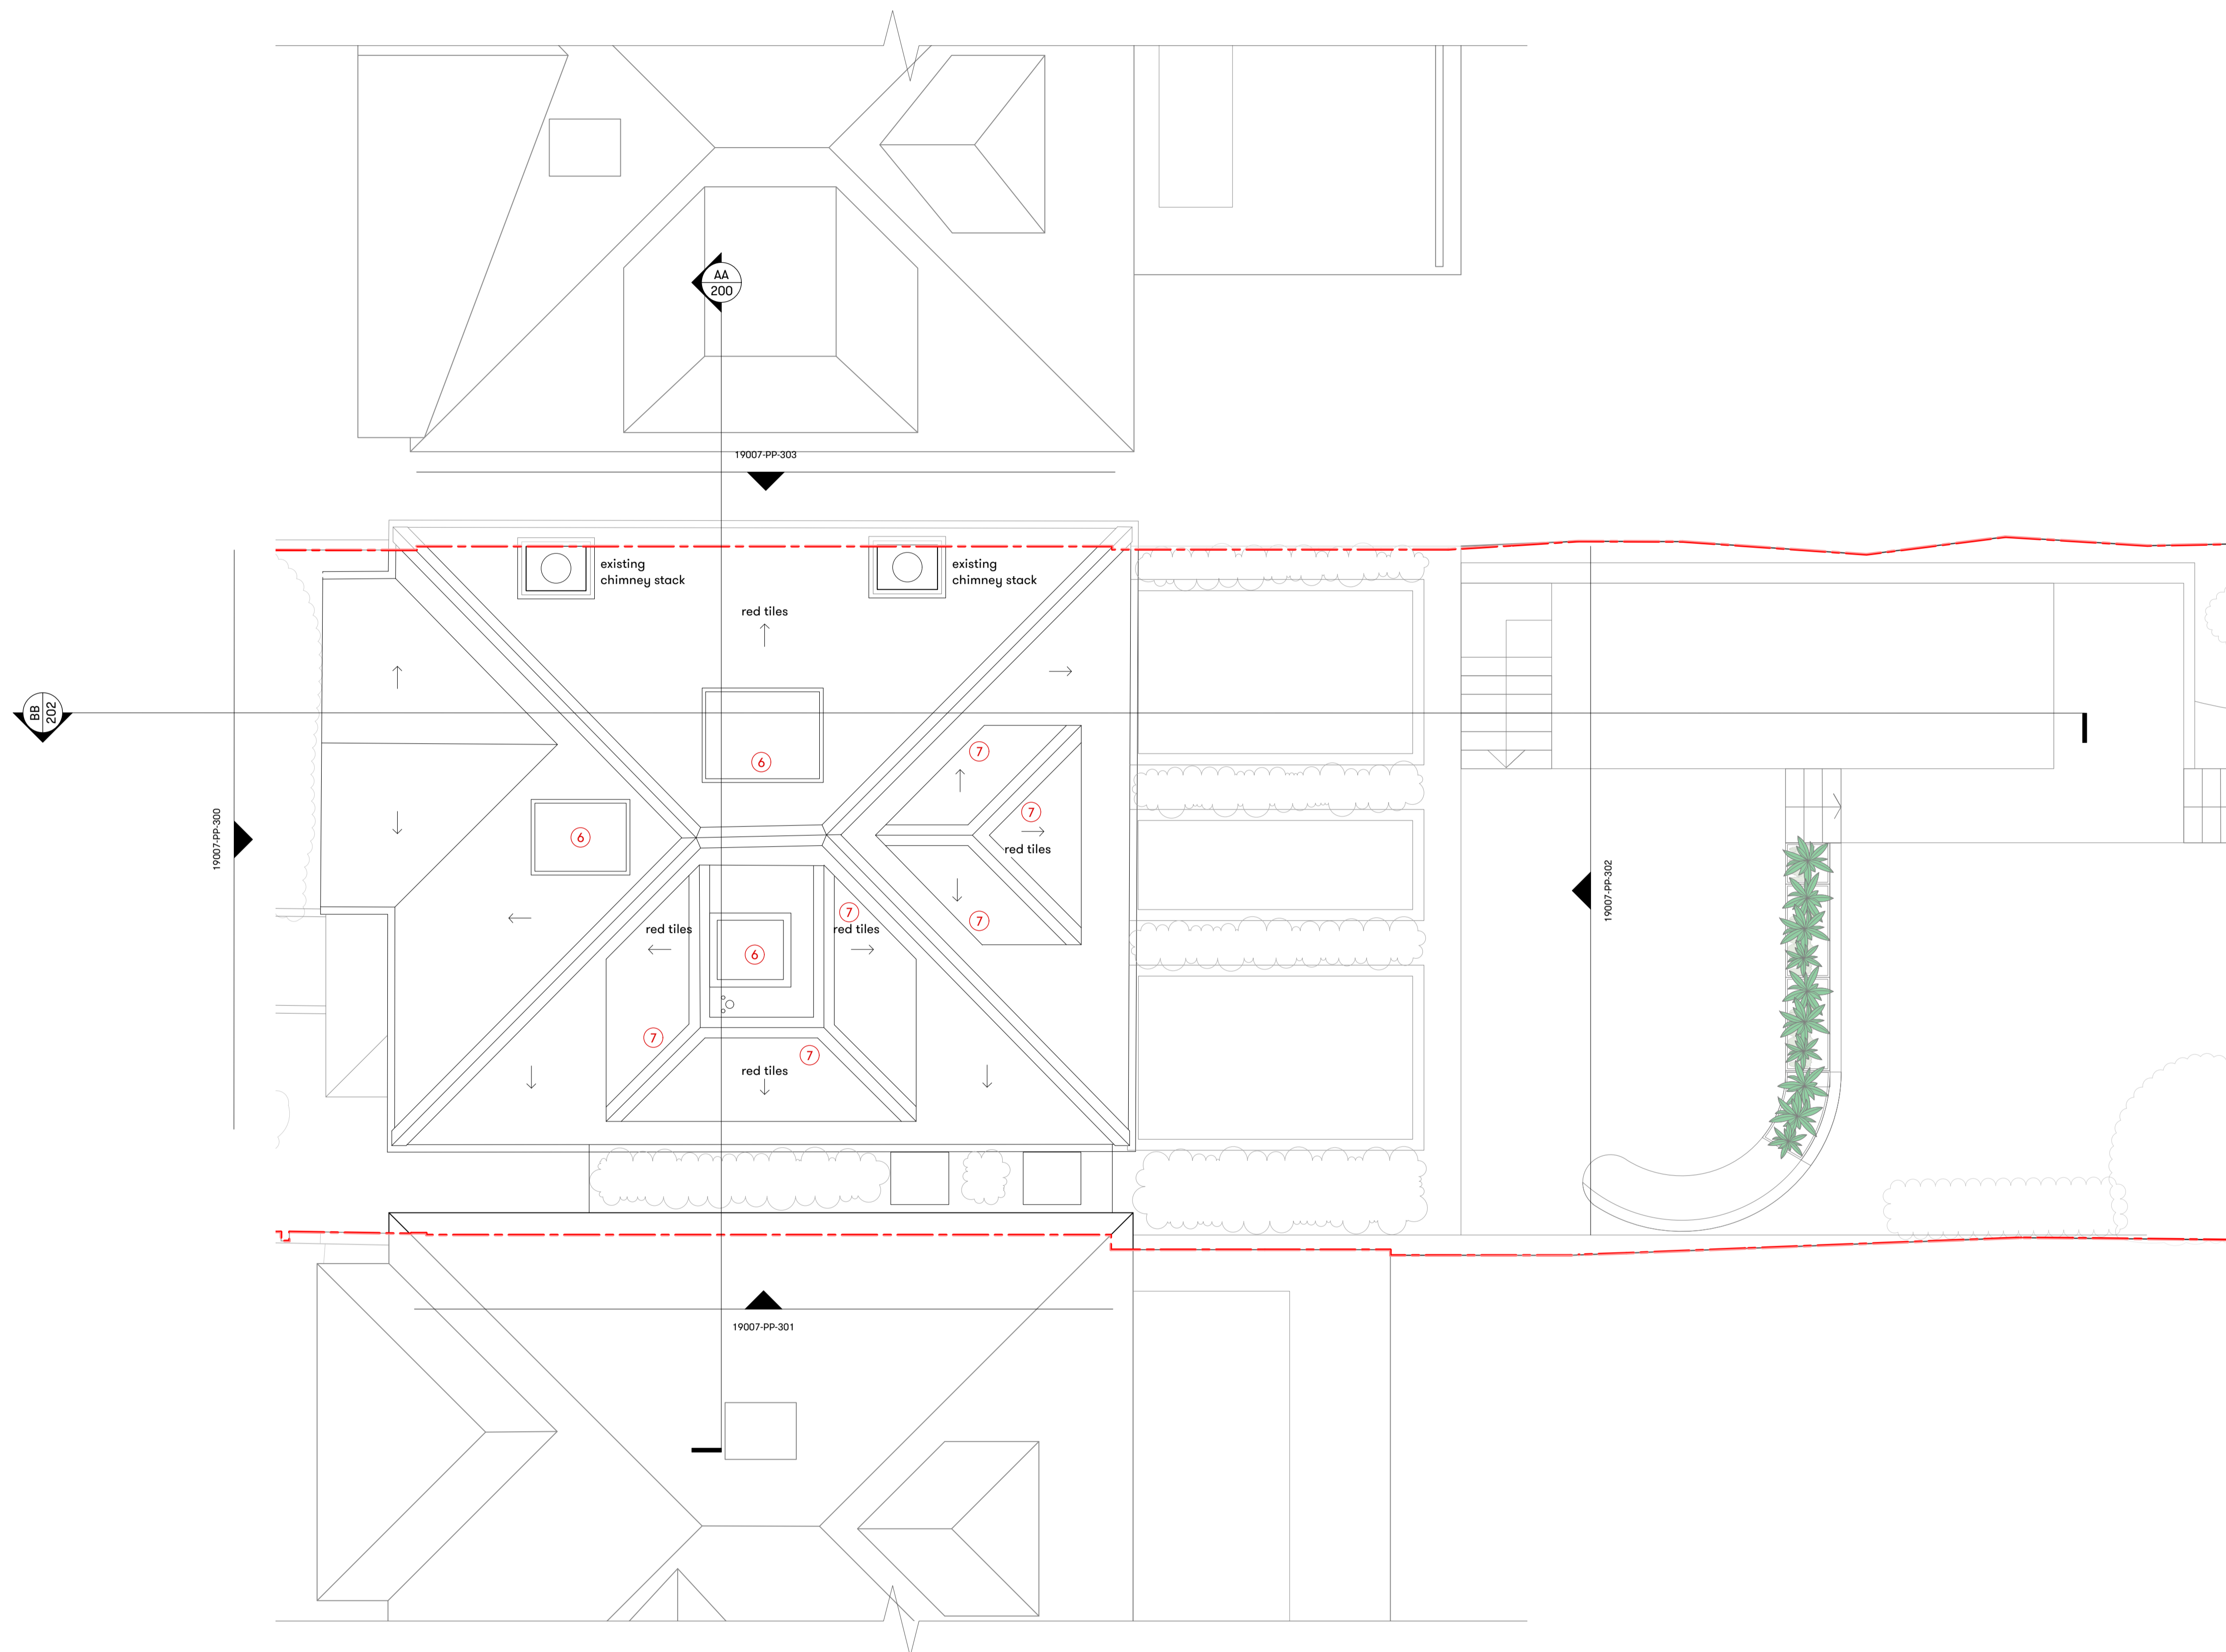 AA
200
19007-PP-303
existing
chimney stack
existing
chimney stack
red tiles
BB
202
6
7
19007-PP-300
6
7
red tiles
19007-PP-302
7
7
red tiles
red tiles
6
7
7
red tiles
19007-PP-301